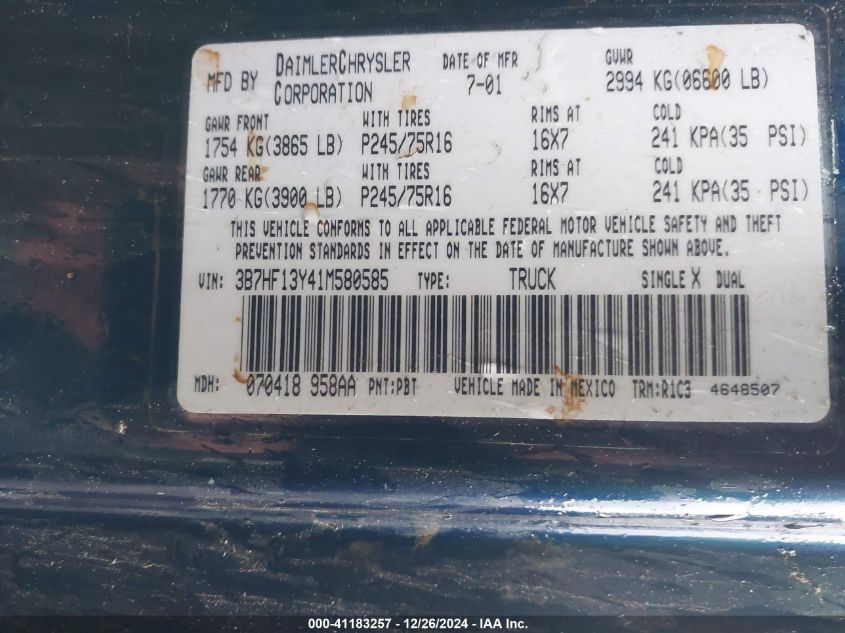 MFD BY DAIMLERCHRYSLER CORPORATION DATE OF MFR 7-01 GVWR 2994 KG(06600 LB)
GAWR FRONT WITH TIRES RIMS AT COLD
1754 KG(3865 LB) P245/75R16 16X7 241 KPA(35 PSI)
GAWR REAR WITH TIRES RIMS AT COLD
1770 KG(3900 LB) P245/75R16 16X7 241 KPA(35 PSI)
THIS VEHICLE CONFORMS TO ALL APPLICABLE FEDERAL MOTOR VEHICLE SAFETY AND THEFT
PREVENTION STANDARDS IN EFFECT ON THE DATE OF MANUFACTURE SHOWN ABOVE.
VIN: 3B7HF13Y41M580585 TYPE: TRUCK SINGLE X DUAL
MDH: 070418 958AA PNT:PBT VEHICLE MADE IN MEXICO TRM:R1C3 4648507
000-41183257 - 12/26/2024 - IAA Inc.